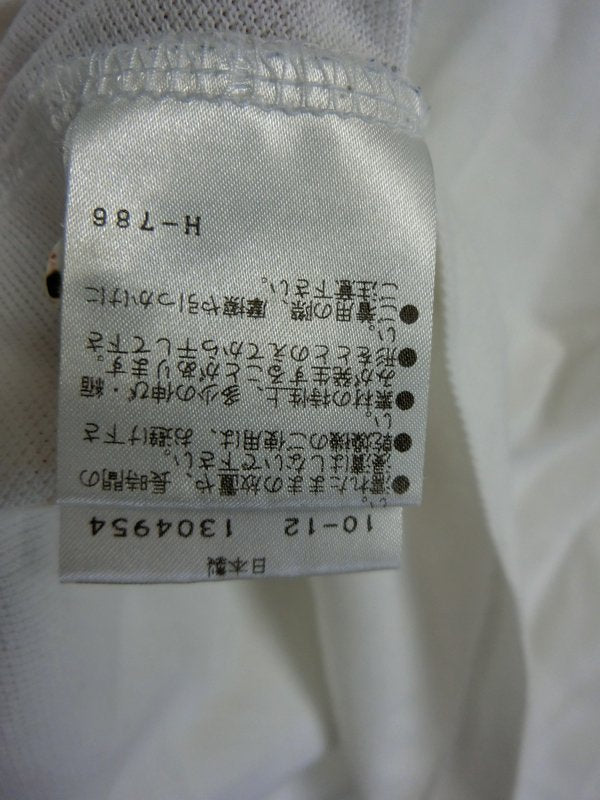 日本製
10-12 1304954
●濡れたままの放置や、長時間の
浸漬はしないで下さい。
●乾燥機のご使用は、お避け下さ
い。
●素材の特性上、多少の伸び・縮
みが発生することがあります。
●形をととのえてから干して下さ
い。
●ご着用の際、摩擦や引っかけに
ご注意下さい。
H-786